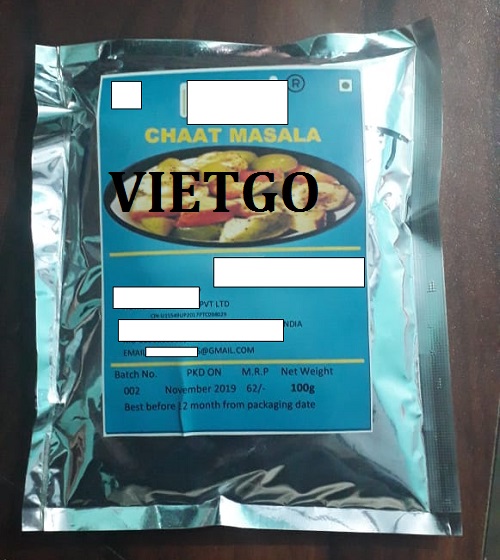 ®
CHAAT MASALA
VIETGO
PVT LTD
NDIA
EMAIL @GMAIL.COM
Batch No. PKD ON M.R.P Net Weight
002 November 2019 62/- 100g
Best before 12 month from packaging date